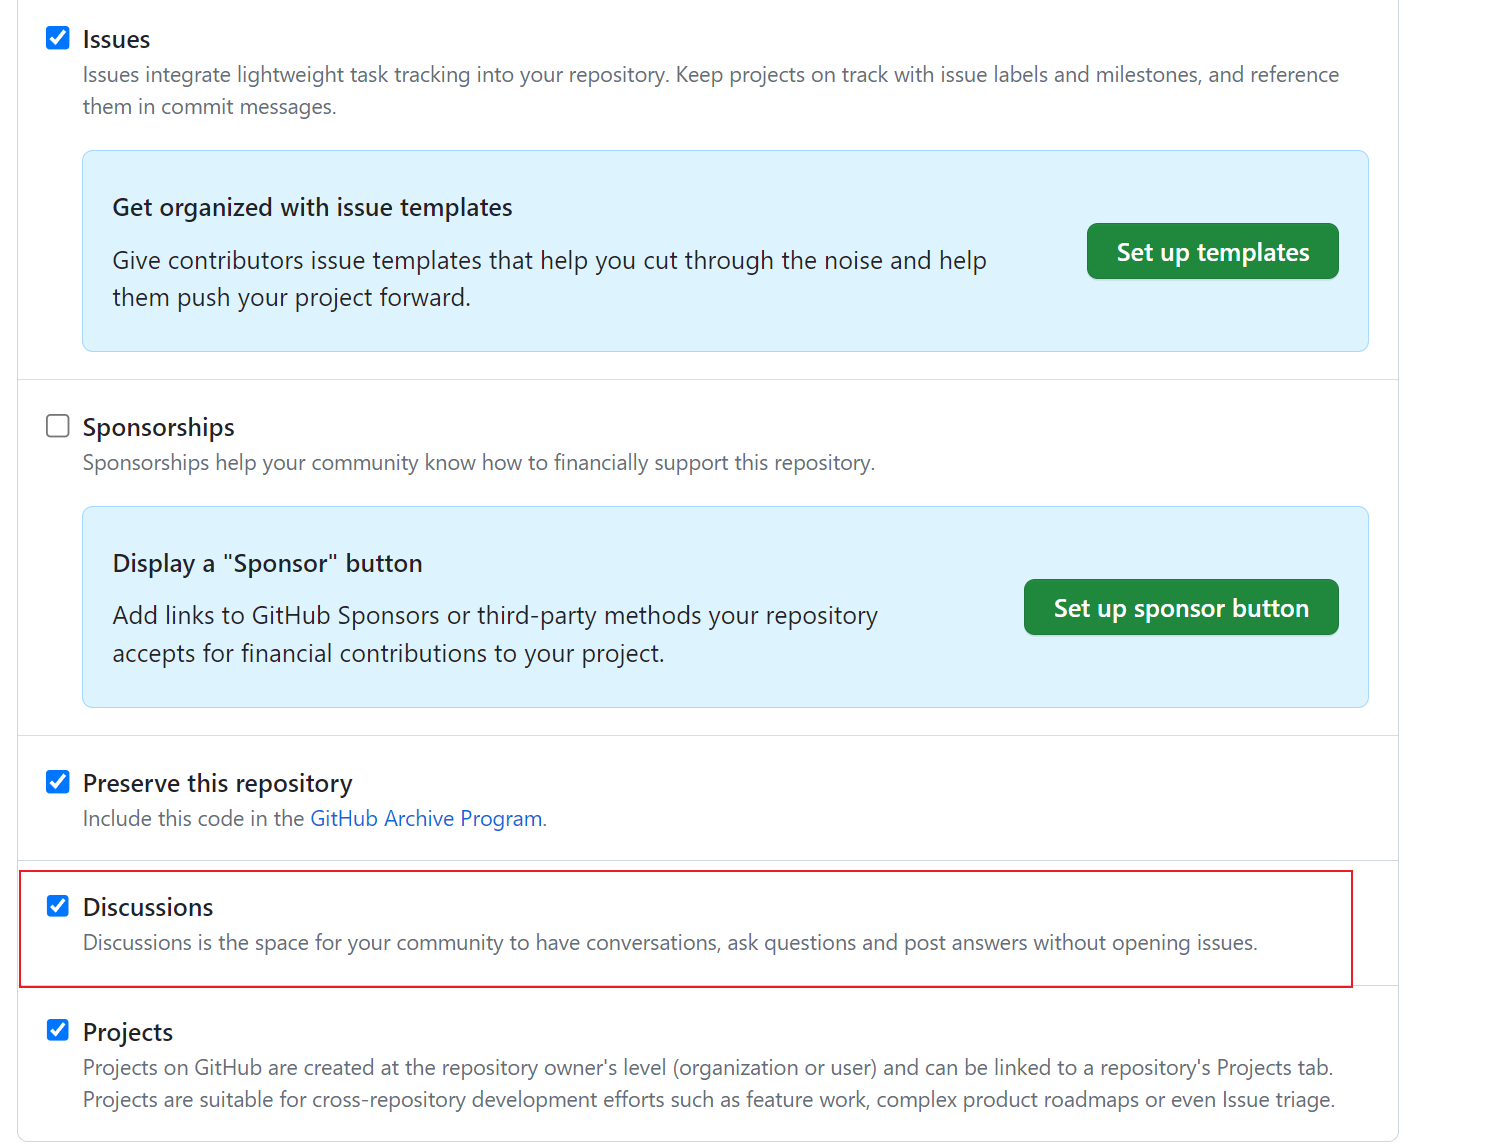 Issues
Issues integrate lightweight task tracking into your repository. Keep projects on track with issue labels and milestones, and reference
them in commit messages.
Get organized with issue templates
Give contributors issue templates that help you cut through the noise and help
them push your project forward.
Set up templates
Sponsorships
Sponsorships help your community know how to financially support this repository.
Display a "Sponsor" button
Add links to GitHub Sponsors or third-party methods your repository
accepts for financial contributions to your project.
Set up sponsor button
Preserve this repository
Include this code in the GitHub Archive Program.
Discussions
Discussions is the space for your community to have conversations, ask questions and post answers without opening issues.
Projects
Projects on GitHub are created at the repository owner's level (organization or user) and can be linked to a repository's Projects tab.
Projects are suitable for cross-repository development efforts such as feature work, complex product roadmaps or even Issue triage.